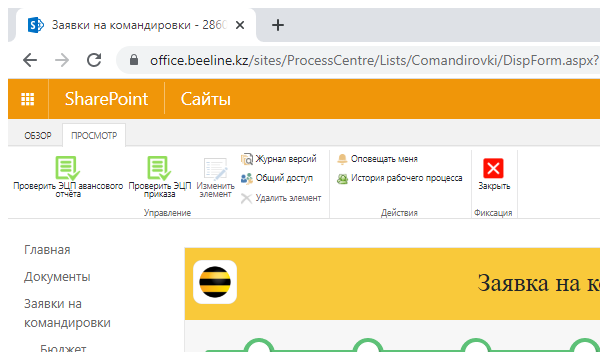 Заявки на командировки - 2860
office.beeline.kz/sites/ProcessCentre/Lists/Comandirovki/DispForm.aspx?
SharePoint Сайты
ОБЗОР ПРОСМОТР
Проверить ЭЦП авансового отчёта
Проверить ЭЦП приказа
Изменить элемент
Журнал версий
Общий доступ
Удалить элемент
Управление
Оповещать меня
История рабочего процесса
Действия
Закрыть
Фиксация
Главная
Документы
Заявки на
командировки
Бюджет
Заявка на к